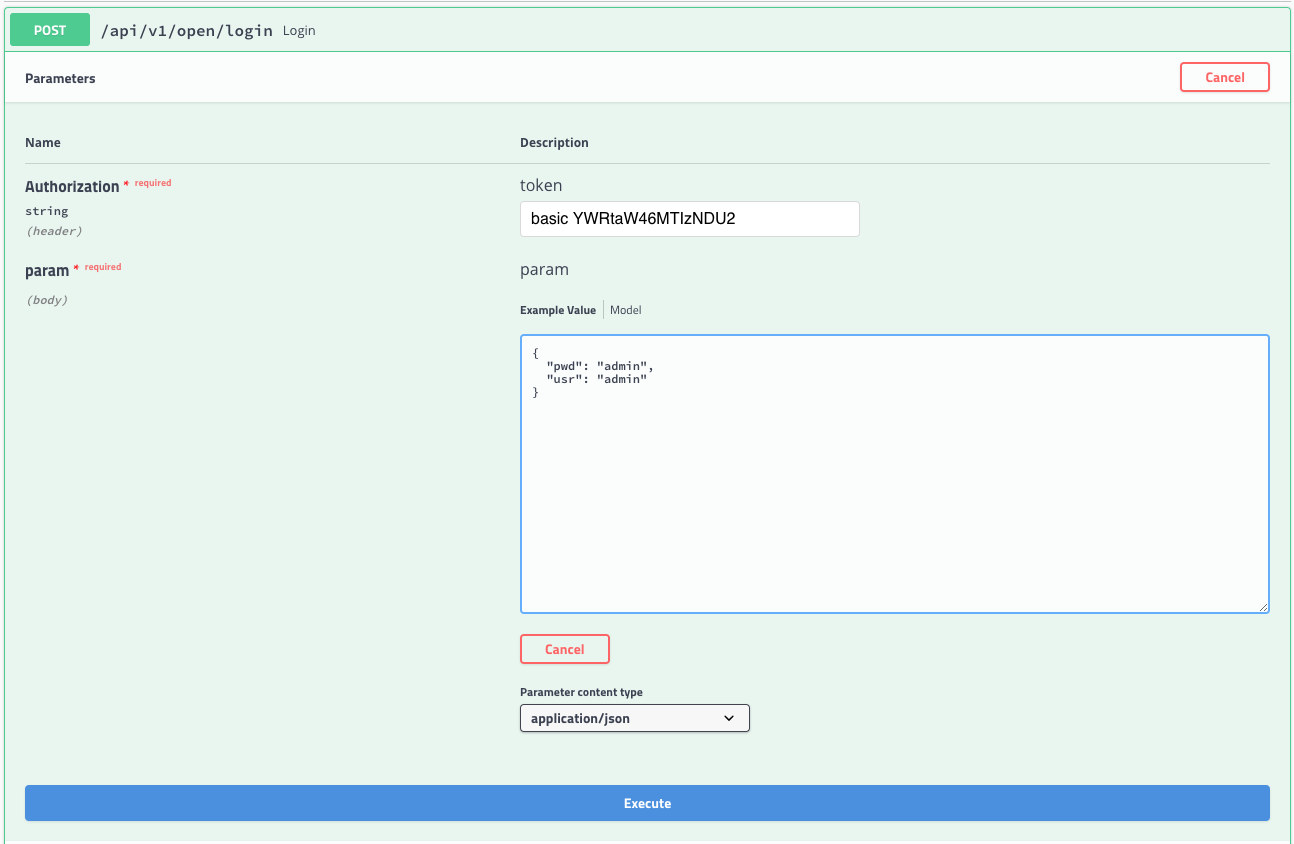 POST /api/v1/open/login Login
Parameters Cancel
Name Description
Authorization * required token
string basic YWRtaW46MTIzNDU2
(header)
param * required param
(body)
Example Value Model
{
"pwd": "admin",
"usr": "admin"
}
Cancel
Parameter content type
application/json
Execute